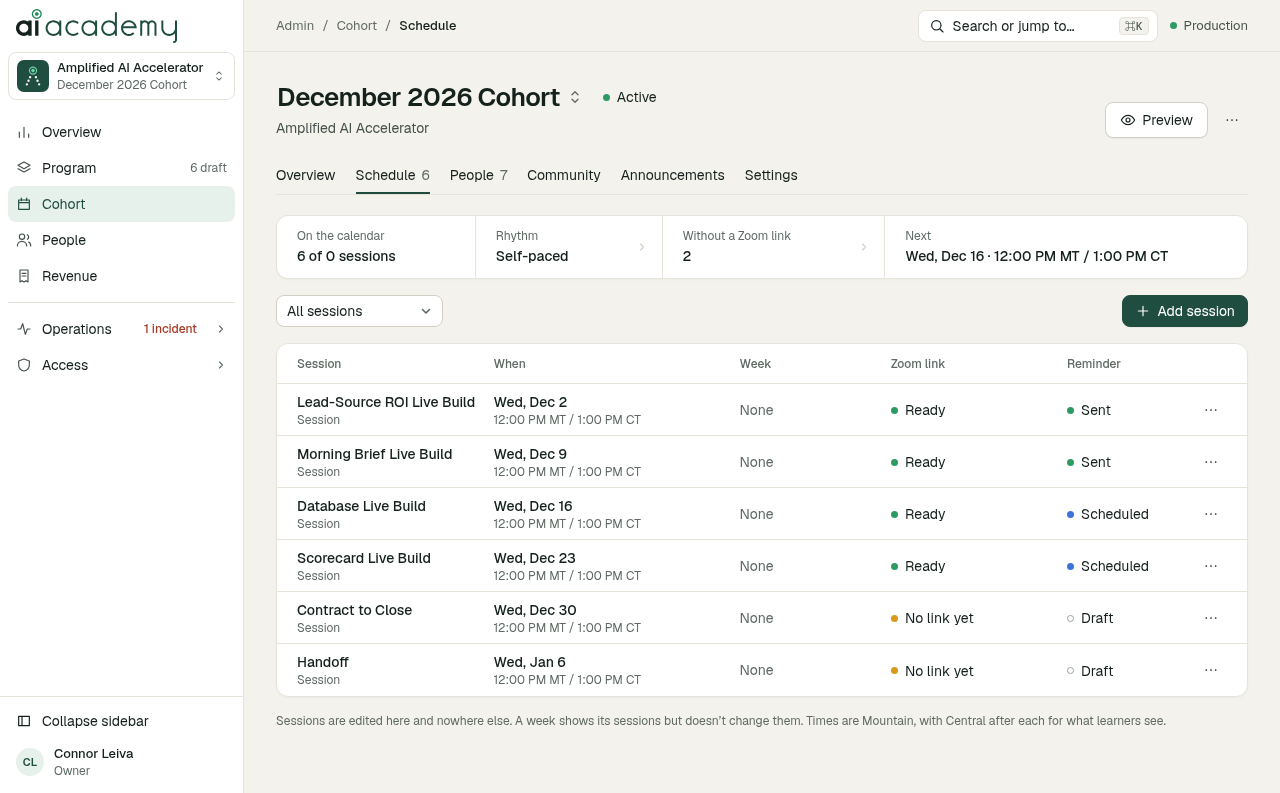 ai academy
Amplified AI Accelerator
December 2026 Cohort
Overview
Program 6 draft
Cohort
People
Revenue
Operations 1 incident
Access
Collapse sidebar
CL
Connor Leiva
Owner
Admin / Cohort / Schedule
Search or jump to… ⌘K
Production
December 2026 Cohort
Active
Amplified AI Accelerator
Preview
Overview Schedule 6 People 7 Community Announcements Settings
On the calendar
6 of 0 sessions
Rhythm
Self-paced
Without a Zoom link
2
Next
Wed, Dec 16 · 12:00 PM MT / 1:00 PM CT
All sessions
Add session
Session When Week Zoom link Reminder
Lead-Source ROI Live Build Wed, Dec 2 None Ready Sent
Session 12:00 PM MT / 1:00 PM CT
Morning Brief Live Build Wed, Dec 9 None Ready Sent
Session 12:00 PM MT / 1:00 PM CT
Database Live Build Wed, Dec 16 None Ready Scheduled
Session 12:00 PM MT / 1:00 PM CT
Scorecard Live Build Wed, Dec 23 None Ready Scheduled
Session 12:00 PM MT / 1:00 PM CT
Contract to Close Wed, Dec 30 None No link yet Draft
Session 12:00 PM MT / 1:00 PM CT
Handoff Wed, Jan 6 None No link yet Draft
Session 12:00 PM MT / 1:00 PM CT
Sessions are edited here and nowhere else. A week shows its sessions but doesn’t change them. Times are Mountain, with Central after each for what learners see.